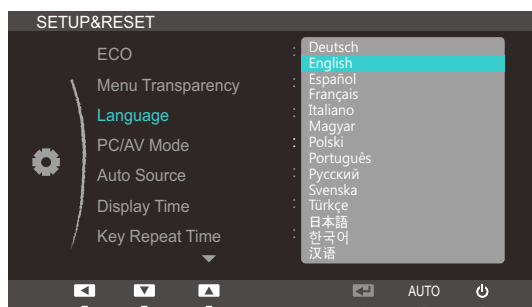 SETUP&RESET
ECO :
Menu Transparency :
Language :
PC/AV Mode :
Auto Source :
Display Time :
Key Repeat Time :
Deutsch
English
Español
Français
Italiano
Magyar
Polski
Português
Русский
Svenska
Türkçe
日本語
한국어
汉语
AUTO